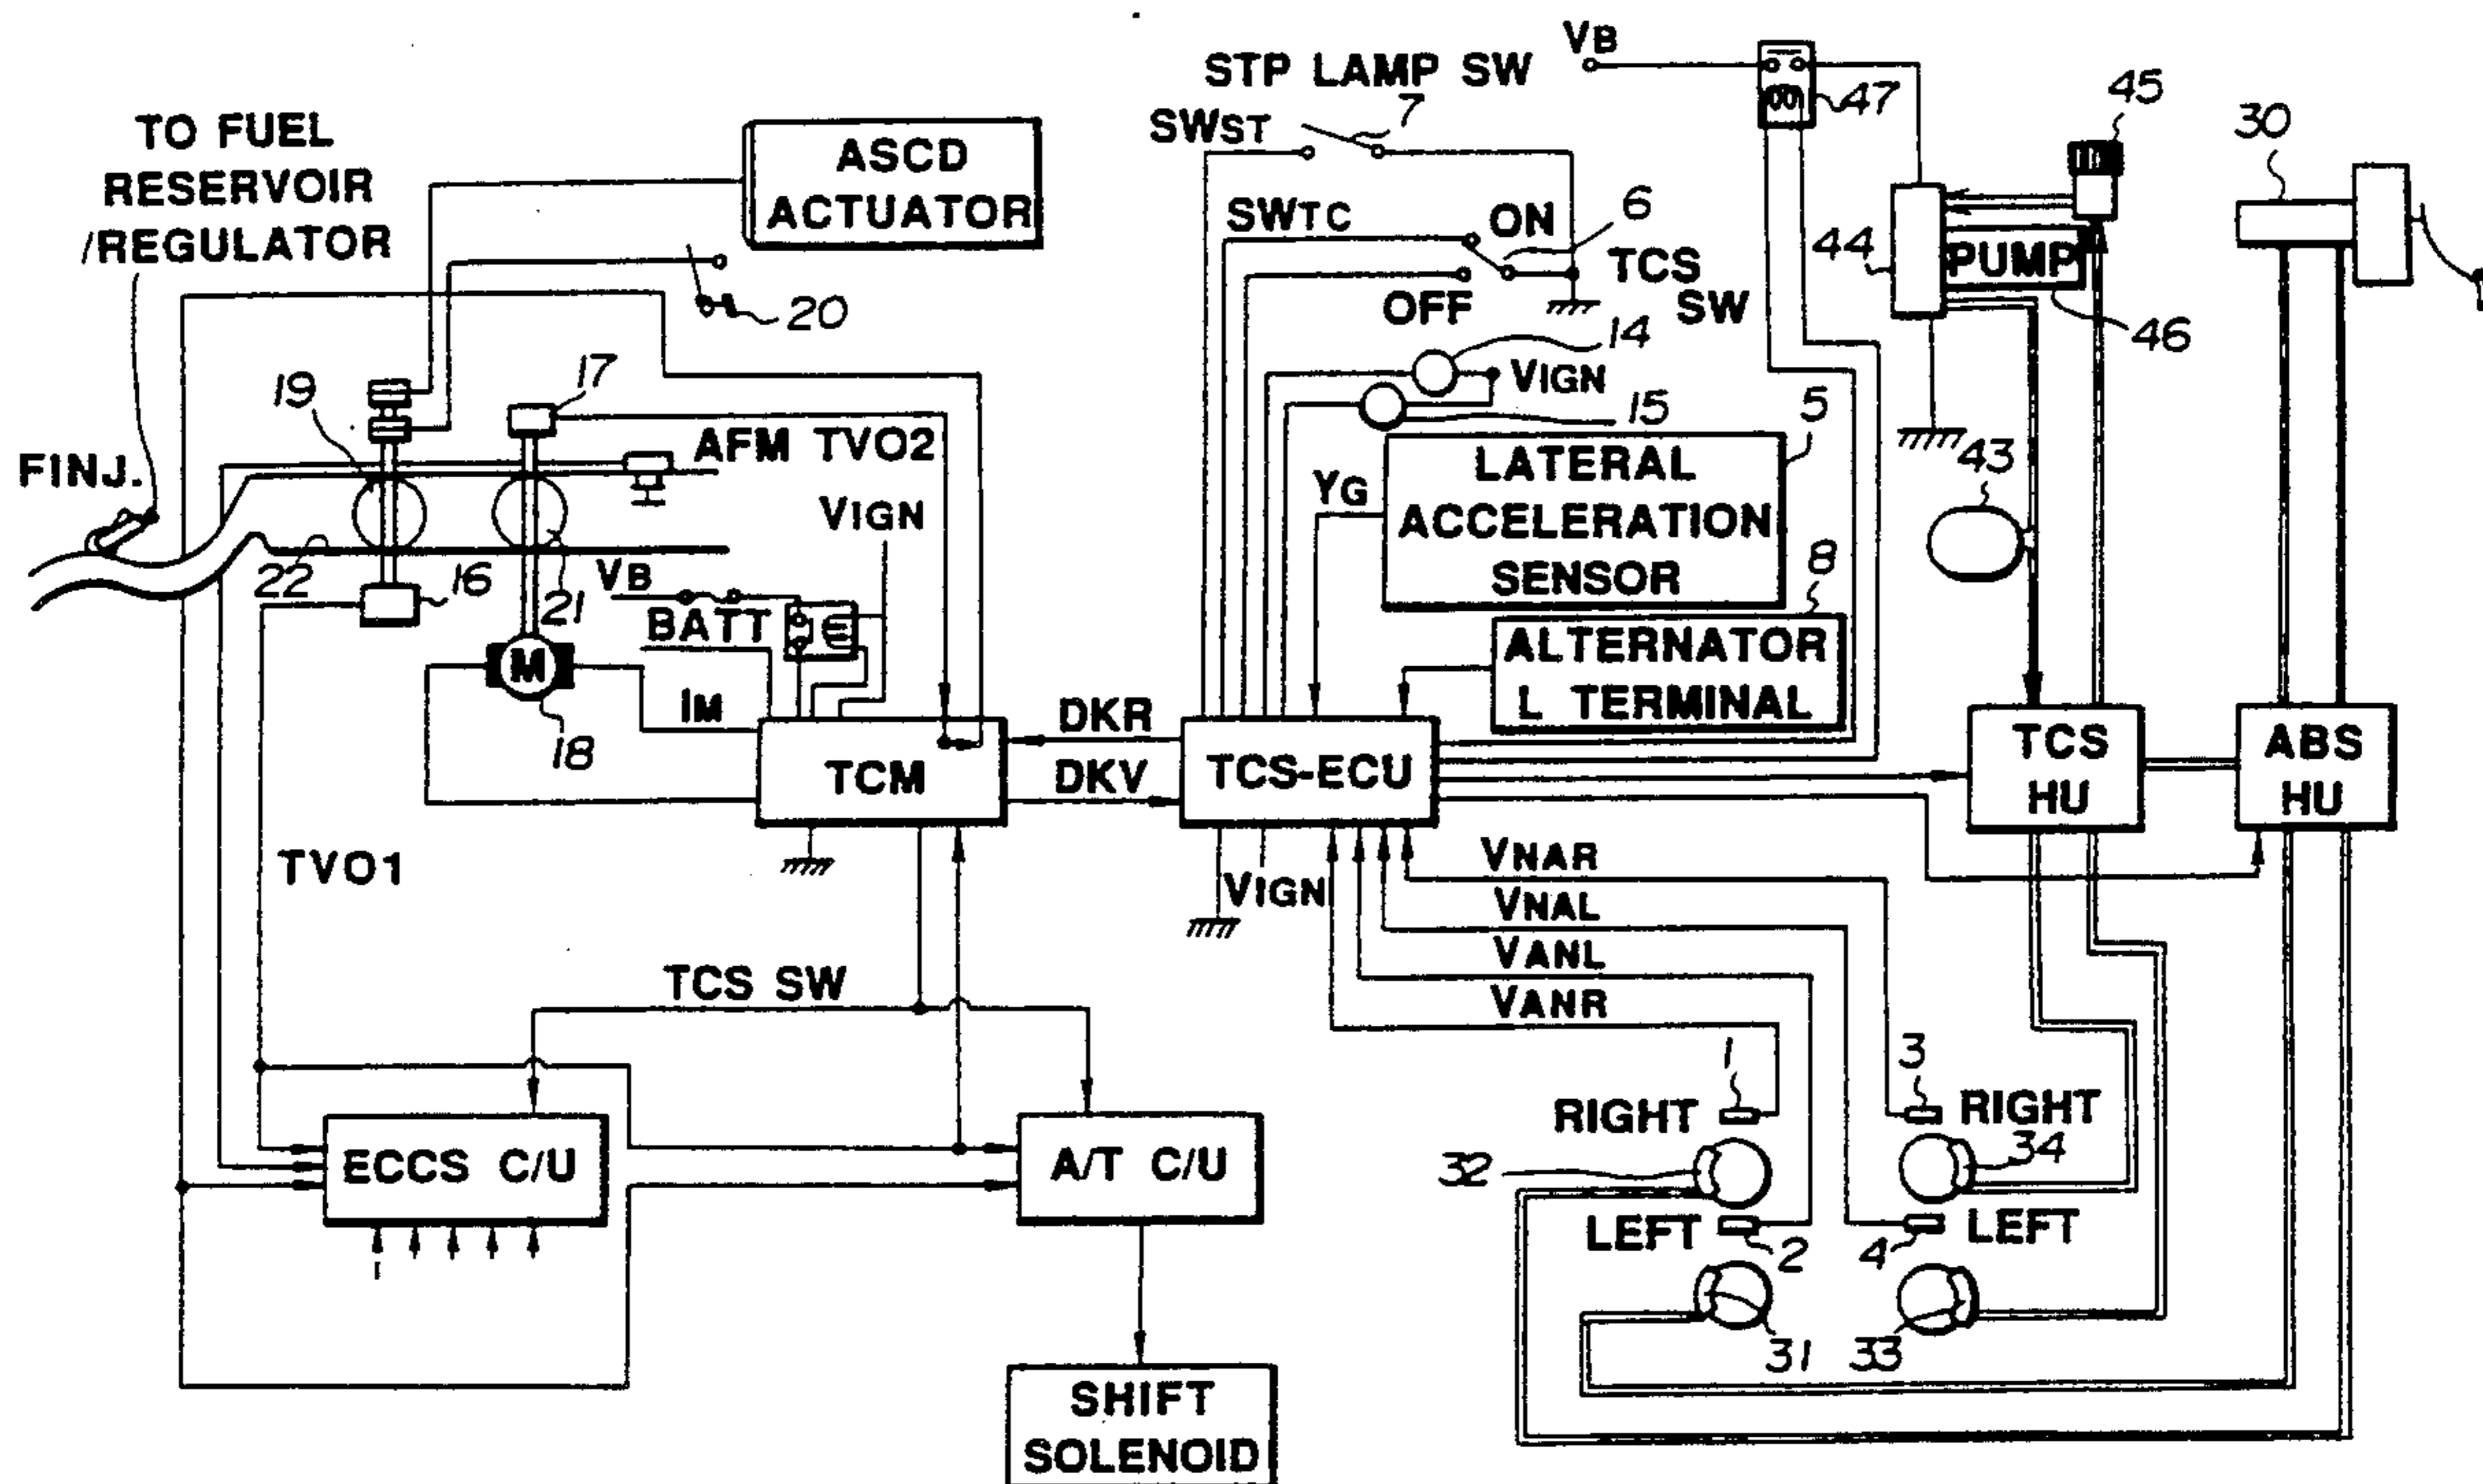 VB
STP LAMP SW
47
45
30
TO FUEL
RESERVOIR
/REGULATOR
ASCD
ACTUATOR
SWST
7
SWTC
ON
6
TCS
SW
OFF
44
PUMP
46
20
14
VIGN
15
5
19
17
AFM TVO2
FINJ.
VIGN
YG
LATERAL
ACCELERATION
SENSOR
43
22
16
21
VB
BATT
8
ALTERNATOR
L TERMINAL
M
IM
18
TCM
DKR
DKV
TCS-ECU
TCS
HU
ABS
HU
TVO1
VIGN
VNAR
VNAL
VANL
VANR
TCS SW
1
3
RIGHT
RIGHT
ECCS C/U
A/T C/U
32
34
LEFT
2
4
LEFT
31
33
SHIFT
SOLENOID